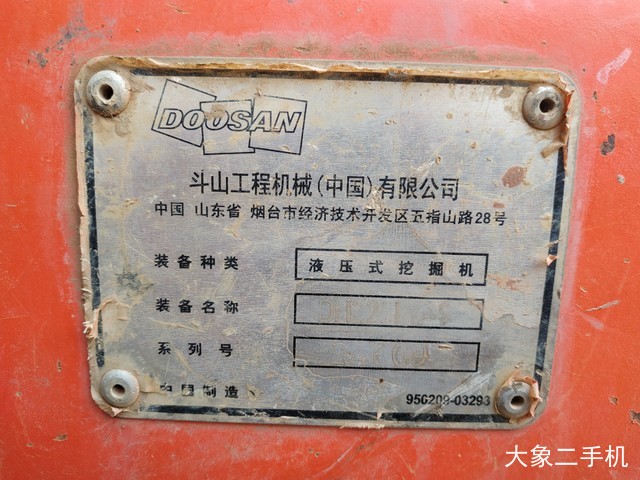 DOOSAN
斗山工程机械(中国)有限公司
中国 山东省 烟台市经济技术开发区五指山路28号
装备种类 液压式挖掘机
装备名称
系列号
中国制造
950209-03293
大象二手机